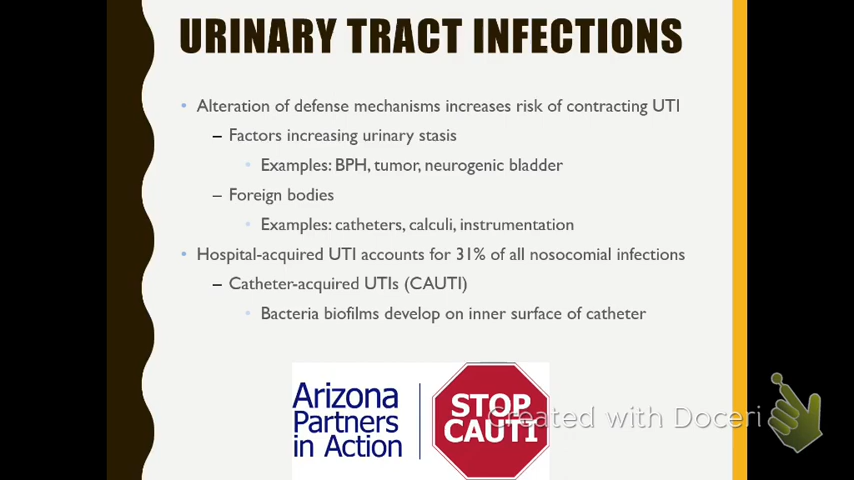 URINARY TRACT INFECTIONS
• Alteration of defense mechanisms increases risk of contracting UTI
– Factors increasing urinary stasis
• Examples: BPH, tumor, neurogenic bladder
– Foreign bodies
• Examples: catheters, calculi, instrumentation
• Hospital-acquired UTI accounts for 31% of all nosocomial infections
– Catheter-acquired UTIs (CAUTI)
• Bacteria biofilms develop on inner surface of catheter
Arizona
Partners
in Action
STOP
CAUTI
Created with Doceri